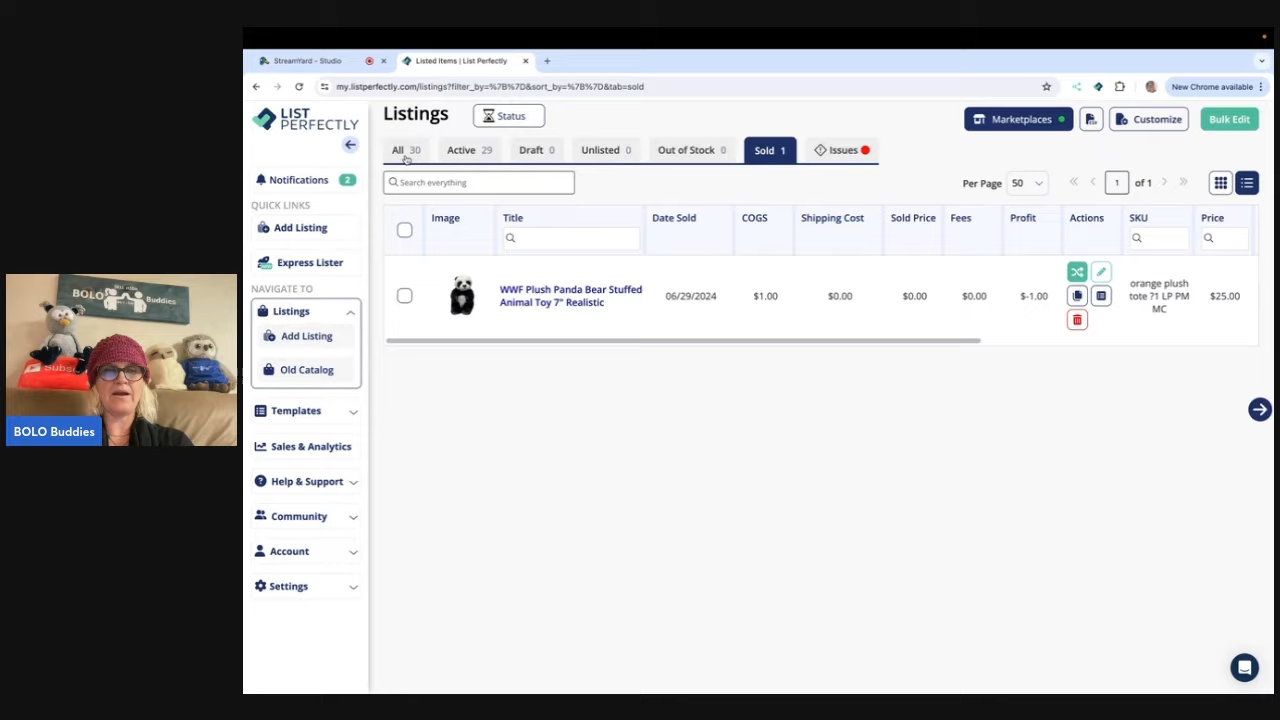 StreamYard - Studio
Listed Items | List Perfectly
my.listperfectly.com/listings?filter_by=%7B%7D&sort_by=%7B%7D&tab=sold
New Chrome available
LIST
PERFECTLY
Listings
Status
Marketplaces
Customize
Bulk Edit
All 30
Active 29
Draft 0
Unlisted 0
Out of Stock 0
Sold 1
Issues
Notifications 2
Search everything
Per Page 50
1 of 1
QUICK LINKS
Add Listing
Express Lister
NAVIGATE TO
Listings
Add Listing
Old Catalog
Templates
Sales & Analytics
Help & Support
Community
Account
Settings
Image
Title
Date Sold
COGS
Shipping Cost
Sold Price
Fees
Profit
Actions
SKU
Price
WWF Plush Panda Bear Stuffed
Animal Toy 7" Realistic
06/29/2024
$1.00
$0.00
$0.00
$0.00
$-1.00
orange plush
tote ?1 LP PM
MC
$25.00
BOLO Buddies
BOLO Buddies